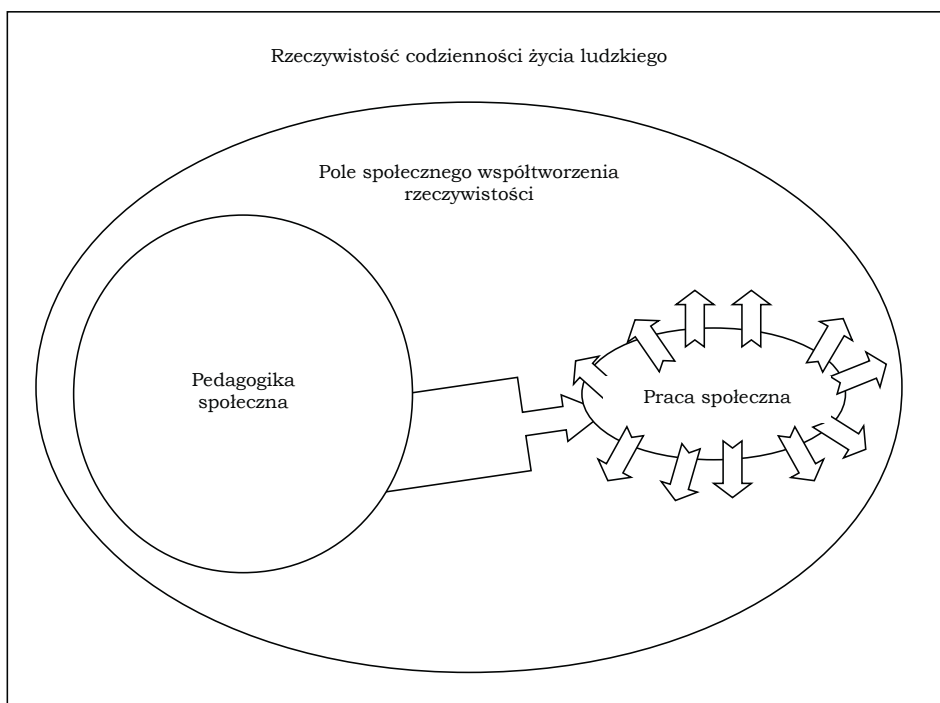 Rzeczywistość codzienności życia ludzkiego
Pole społecznego współtworzenia
rzeczywistości
Pedagogika
społeczna
Praca społeczna